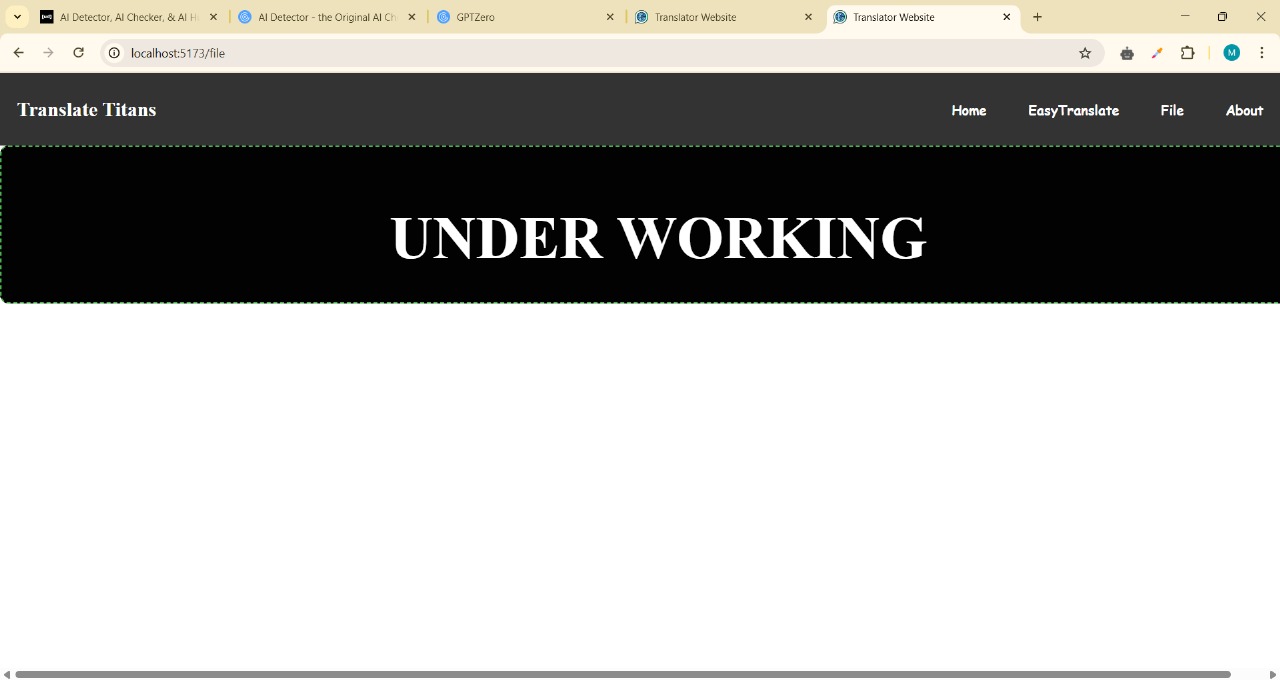 AI Detector, AI Checker, & AI H
AI Detector - the Original AI Ch
GPTZero
Translator Website
Translator Website
localhost:5173/file
M
Translate Titans
Home
EasyTranslate
File
About
UNDER WORKING